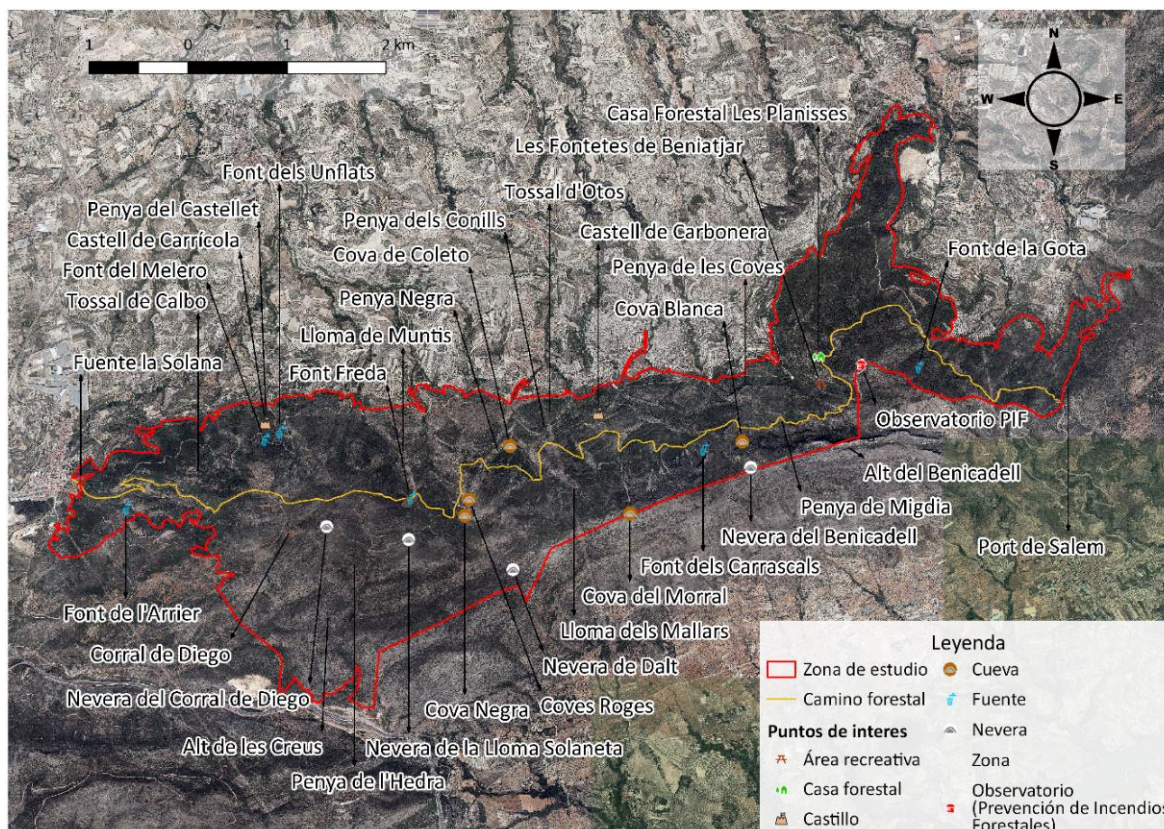 1 0 1 2 km
N
W E
S
Casa Forestal Les Planisses
Les Fontetes de Beniatjar
Font dels Unflats
Tossal d'Otos
Penya del Castellet
Penya dels Conills
Castell de Carbonera
Castell de Carrícola
Cova de Coleto
Font de la Gota
Font del Melero
Penya de les Coves
Tossal de Calbo
Penya Negra
Cova Blanca
Lloma de Muntis
Fuente la Solana
Font Freda
Observatorio PIF
Alt del Benicadell
Penya de Migdia
Nevera del Benicadell
Port de Salem
Font dels Carrascals
Cova del Morral
Font de l'Arrier
Lloma dels Mallars
Corral de Diego
Nevera de Dalt
Nevera del Corral de Diego
Cova Negra
Coves Roges
Alt de les Creus
Nevera de la Lloma Solaneta
Penya de l'Hedra
Leyenda
Zona de estudio
Camino forestal
Puntos de interes
Área recreativa
Casa forestal
Castillo
Cueva
Fuente
Nevera
Zona
Observatorio
(Prevención de Incendios
Forestales)